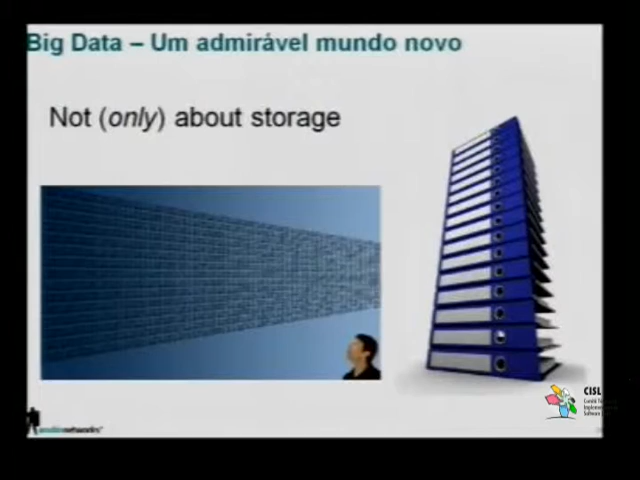 Big Data – Um admirável mundo novo
Not (only) about storage
CISL